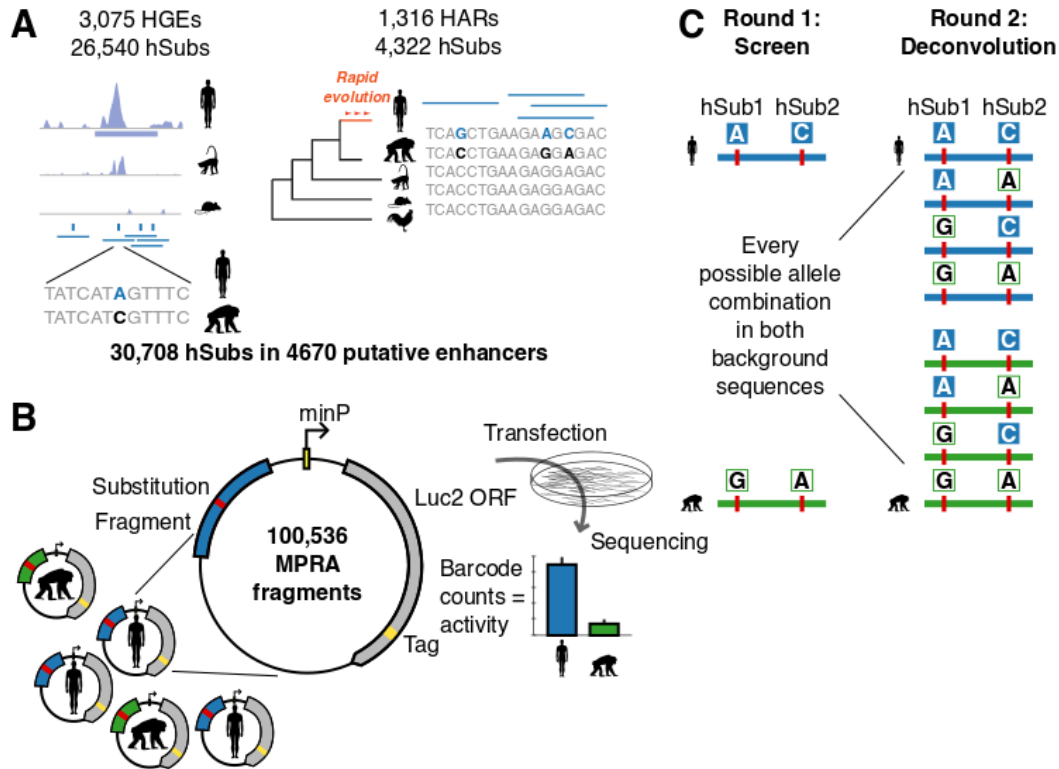 A
3,075 HGEs
26,540 hSubs
1,316 HARs
4,322 hSubs
Rapid
evolution
TCAGCTGAAGAAGCGAC
TCACCTGAAGAGGAGAC
TCACCTGAAGAGGAGAC
TCACCTGAAGAGGAGAC
TCACCTGAAGAGGAGAC
TATCATAGTTTC
TATCATCGTTTC
30,708 hSubs in 4670 putative enhancers
B
minP
Substitution
Fragment
100,536
MPRA
fragments
Luc2 ORF
Tag
Transfection
Sequencing
Barcode
counts =
activity
C
Round 1:
Screen
hSub1 hSub2
A C
G A
Round 2:
Deconvolution
hSub1 hSub2
A C
A A
G C
G A
Every
possible allele
combination
in both
background
sequences
A C
A A
G C
G A